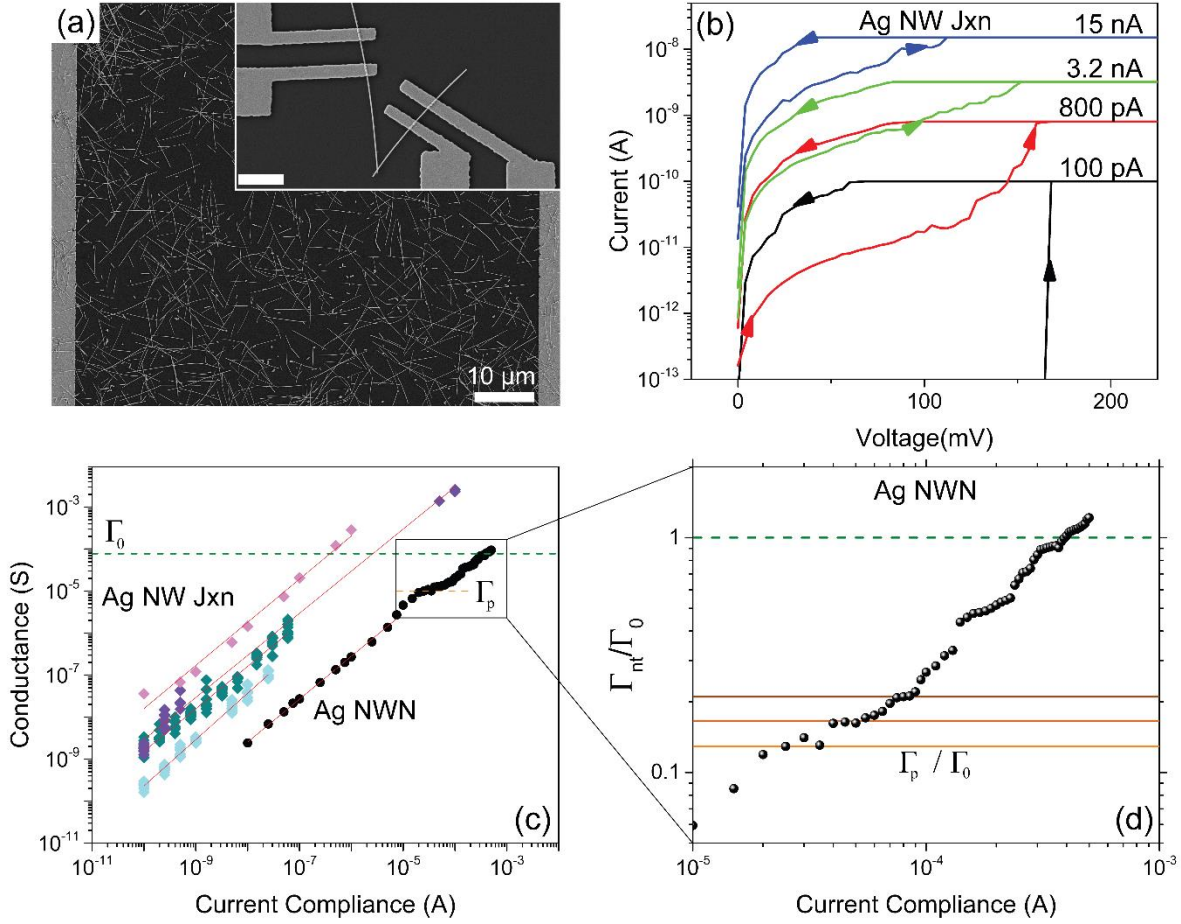 (a)
10 µm
(b)
Ag NW Jxn
15 nA
3.2 nA
800 pA
100 pA
10⁻⁸
10⁻⁹
10⁻¹⁰
10⁻¹¹
10⁻¹²
10⁻¹³
Current (A)
0
100
200
Voltage(mV)
10⁻³
10⁻⁵
10⁻⁷
10⁻⁹
10⁻¹¹
Conductance (S)
Γ₀
Ag NW Jxn
Γₚ
Ag NWN
(c)
10⁻¹¹
10⁻⁹
10⁻⁷
10⁻⁵
10⁻³
Current Compliance (A)
Ag NWN
1
0.1
Γnt/Γ₀
Γₚ / Γ₀
(d)
10⁻⁵
10⁻⁴
10⁻³
Current Compliance (A)